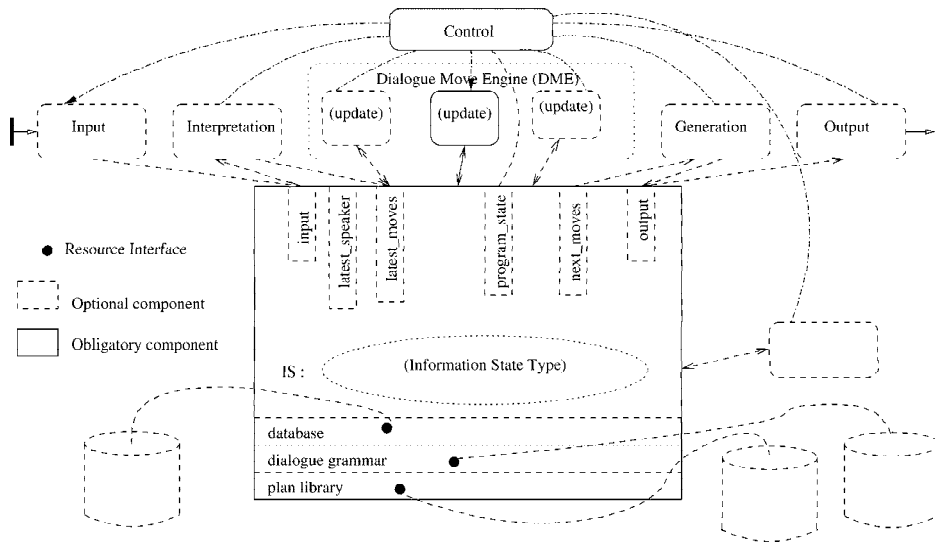 Control
Dialogue Move Engine (DME)
Input
Interpretation
(update)
(update)
(update)
Generation
Output
input
latest_speaker
latest_moves
program_state
next_moves
output
Resource Interface
Optional component
Obligatory component
IS :
(Information State Type)
database
dialogue grammar
plan library